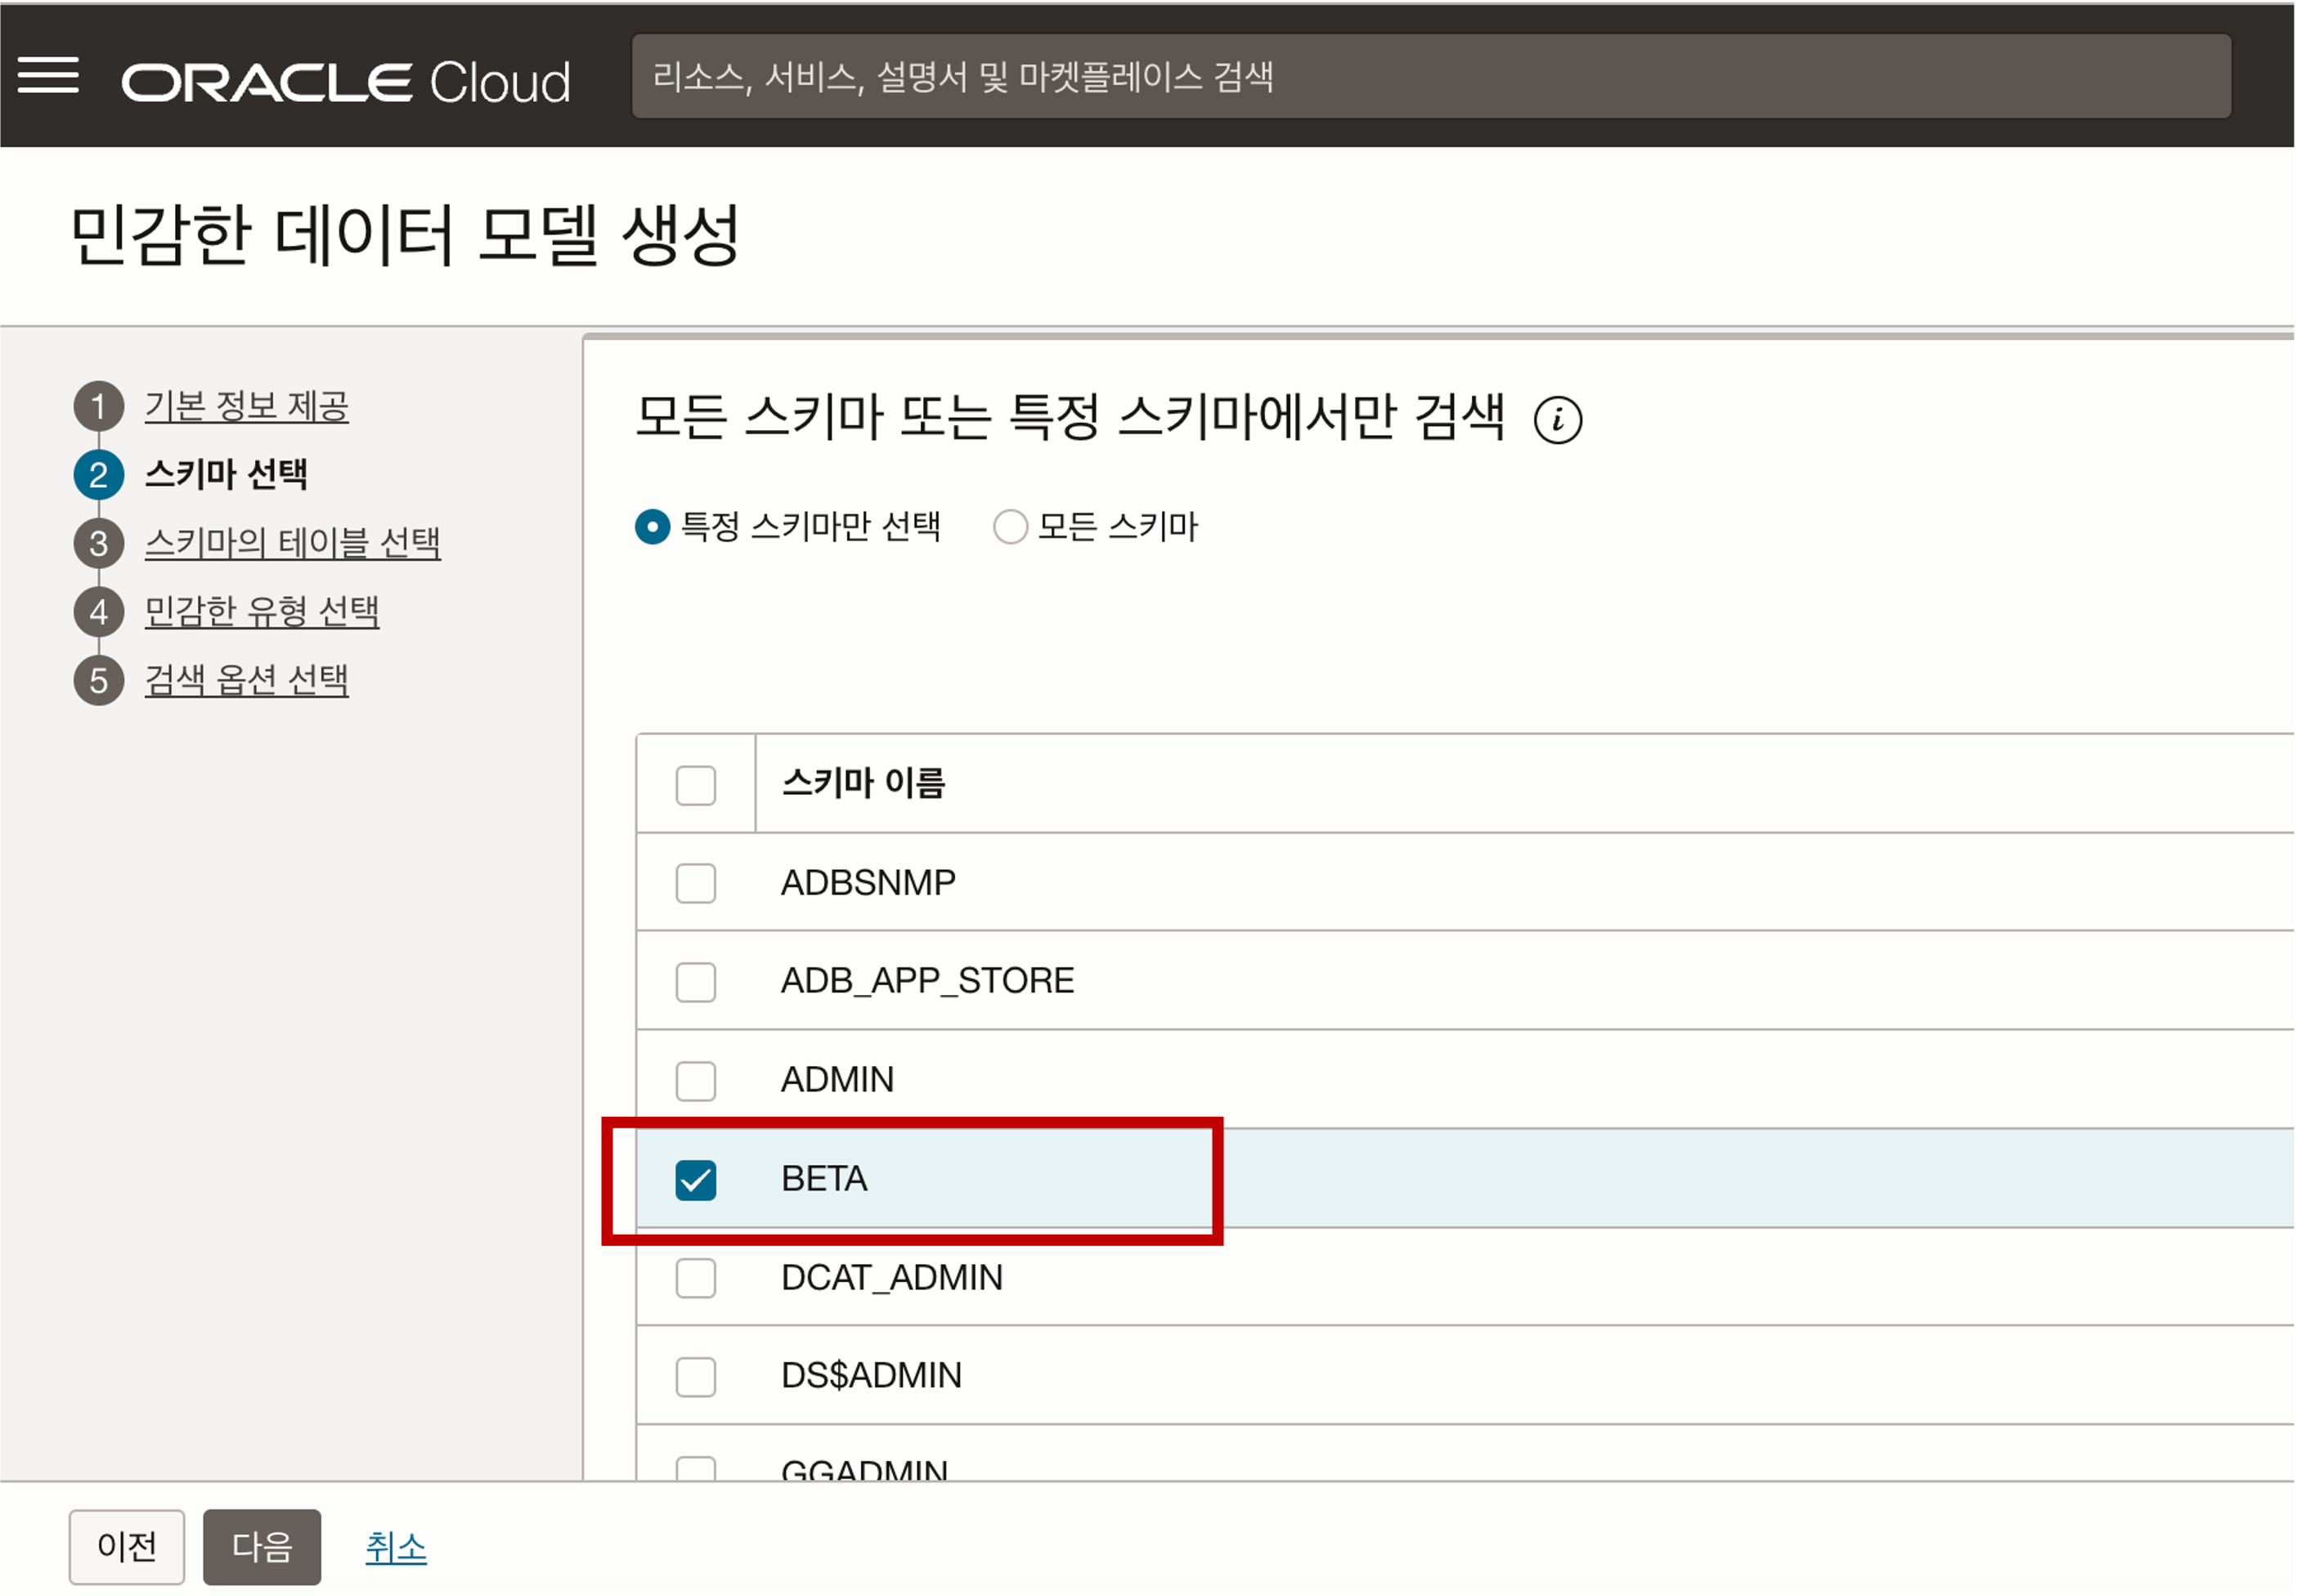 ORACLE Cloud
리소스, 서비스, 설명서 및 마켓플레이스 검색
민감한 데이터 모델 생성
1 기본 정보 제공
2 스키마 선택
3 스키마의 테이블 선택
4 민감한 유형 선택
5 검색 옵션 선택
모든 스키마 또는 특정 스키마에서만 검색 i
특정 스키마만 선택 모든 스키마
스키마 이름
ADBSNMP
ADB_APP_STORE
ADMIN
BETA
DCAT_ADMIN
DS$ADMIN
GGADMIN
이전 다음 취소